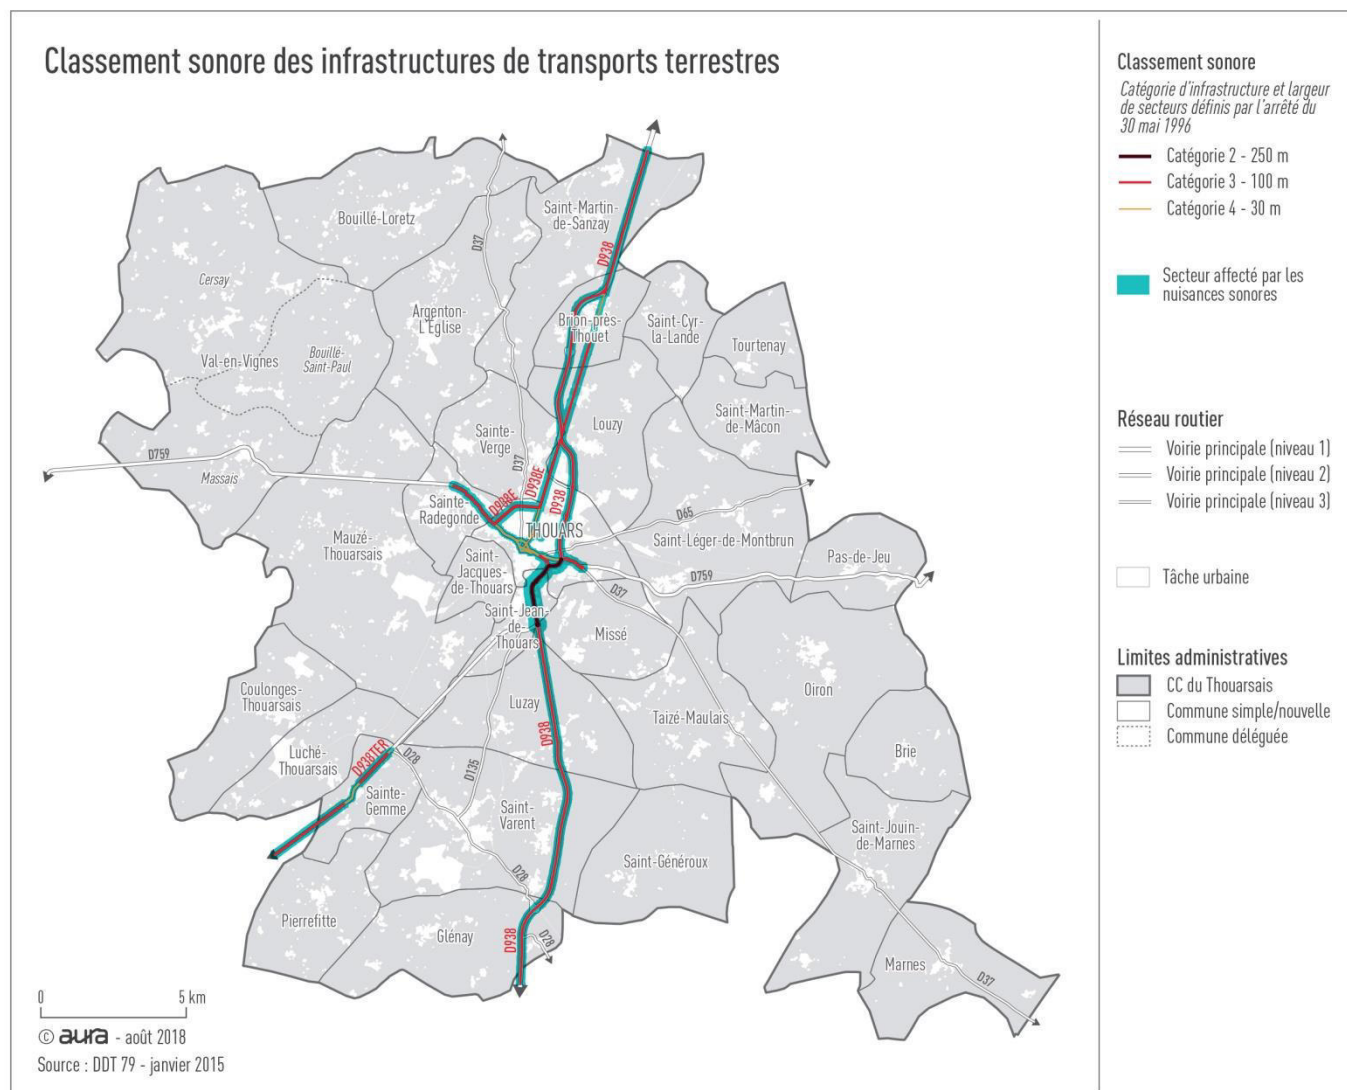 Classement sonore des infrastructures de transports terrestres
Classement sonore
Catégorie d'infrastructure et largeur
de secteurs définis par l'arrêté du
30 mai 1996
Catégorie 2 - 250 m
Catégorie 3 - 100 m
Catégorie 4 - 30 m
Secteur affecté par les
nuisances sonores
Réseau routier
Voirie principale (niveau 1)
Voirie principale (niveau 2)
Voirie principale (niveau 3)
Tâche urbaine
Limites administratives
CC du Thouarsais
Commune simple/nouvelle
Commune déléguée
Bouillé-Loretz
Saint-Martin-
de-Sanzay
D37
D938
Cersay
Argenton-
L'Église
Brion-près-
Thouet
Saint-Cyr-
la-Lande
Tourtenay
Val-en-Vignes
Bouillé-
Saint-Paul
Saint-Martin-
de-Mâcon
Louzy
Sainte-
Verge
D759
Massais
D37
D938E
D938E
D938
Sainte-
Radegonde
D65
THOUARS
Mauzé-
Thouarsais
Saint-Léger-de-Montbrun
Pas-de-Jeu
Saint-
Jacques-
de-Thouars
D759
D37
Saint-Jean-
de-
Thouars
Missé
Coulonges-
Thouarsais
Oiron
Luzay
Taizé-Maulais
D938
Luché-
Thouarsais
D938TER
D28
D135
Brie
Sainte-
Gemme
Saint-
Varent
Saint-Jouin-
de-Marnes
Saint-Généroux
D28
Pierrefitte
Glénay
D938
D28
Marnes
D37
0 5 km
© aura - août 2018
Source : DDT 79 - janvier 2015